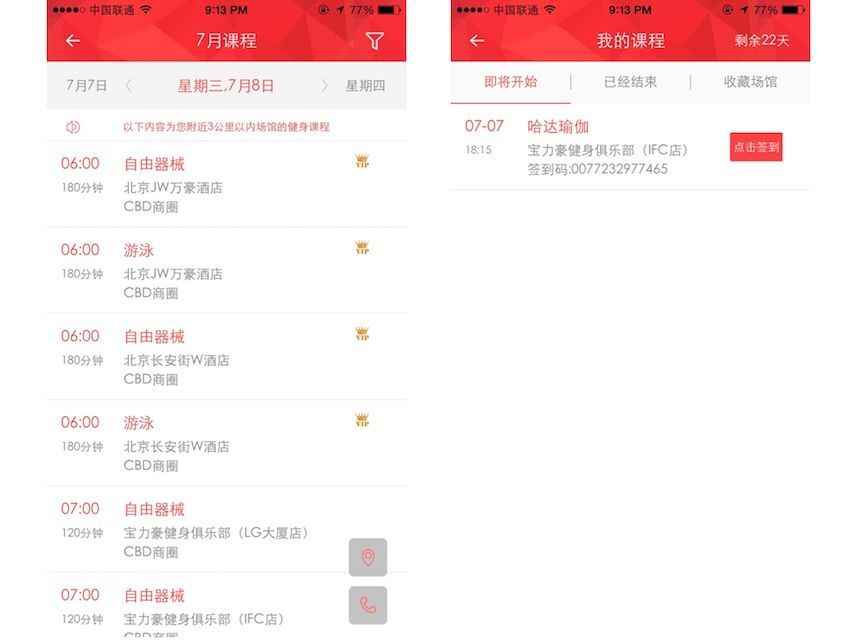 中国联通 9:13 PM 77%
7月课程
7月7日 星期三,7月8日 星期四
以下内容为您附近3公里以内场馆的健身课程
06:00 自由器械 VIP
180分钟 北京JW万豪酒店
CBD商圈
06:00 游泳 VIP
180分钟 北京JW万豪酒店
CBD商圈
06:00 自由器械 VIP
180分钟 北京长安街W酒店
CBD商圈
06:00 游泳 VIP
180分钟 北京长安街W酒店
CBD商圈
07:00 自由器械
120分钟 宝力豪健身俱乐部（LG大厦店）
CBD商圈
07:00 自由器械
120分钟 宝力豪健身俱乐部（IFC店）
CBD商圈
中国联通 9:13 PM 77%
我的课程 剩余22天
即将开始 | 已经结束 | 收藏场馆
07-07 哈达瑜伽
18:15 宝力豪健身俱乐部（IFC店）
签到码:0077232977465
点击签到